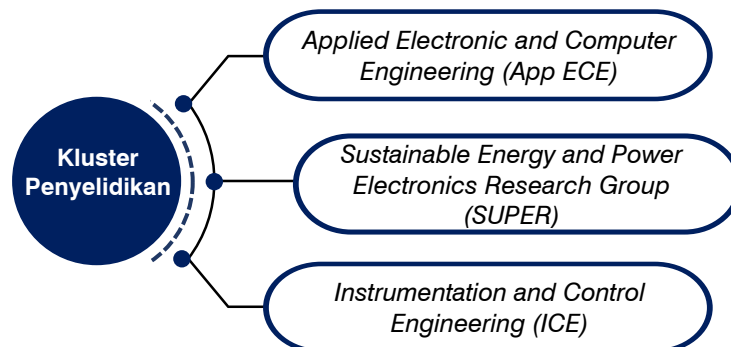 Kluster
Penyelidikan
Applied Electronic and Computer
Engineering (App ECE)
Sustainable Energy and Power
Electronics Research Group
(SUPER)
Instrumentation and Control
Engineering (ICE)